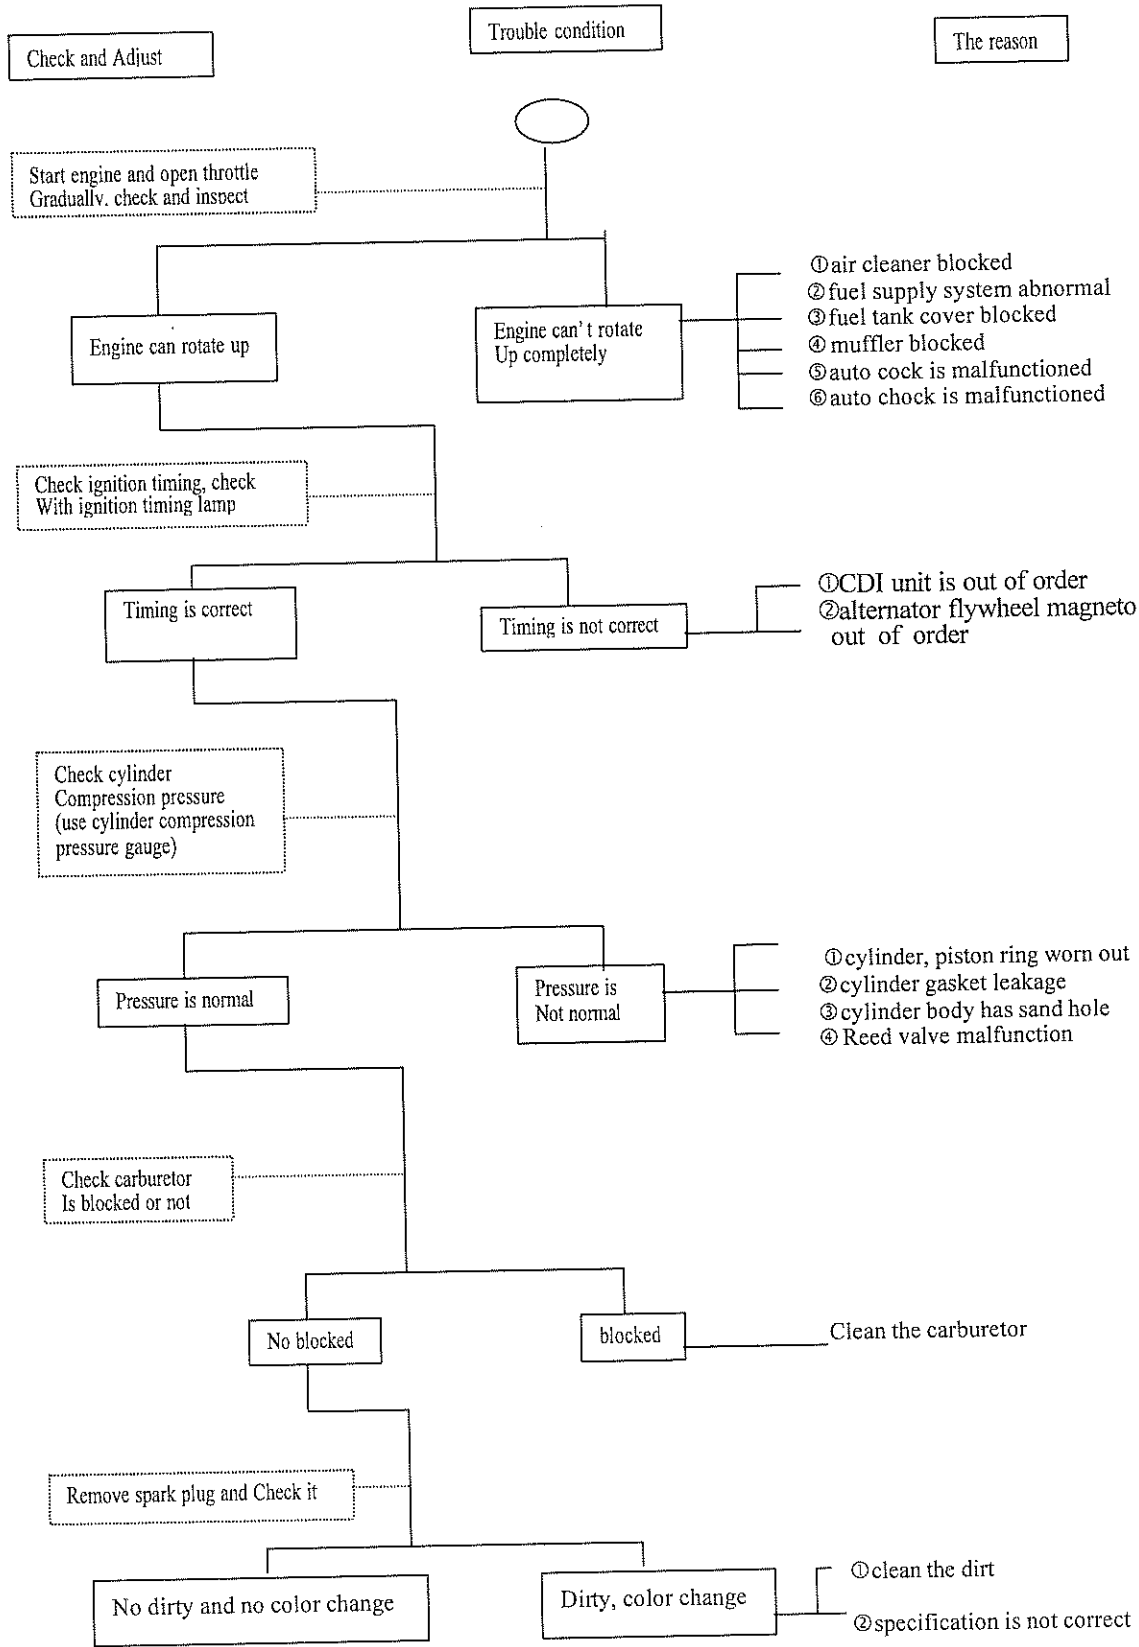 Check and Adjust
Trouble condition
The reason
Start engine and open throttle
Gradually. check and inspect
Engine can rotate up
Engine can't rotate
Up completely
①air cleaner blocked
②fuel supply system abnormal
③fuel tank cover blocked
④muffler blocked
⑤auto cock is malfunctioned
⑥auto chock is malfunctioned
Check ignition timing, check
With ignition timing lamp
Timing is correct
Timing is not correct
①CDI unit is out of order
②alternator flywheel magneto
out of order
Check cylinder
Compression pressure
(use cylinder compression
pressure gauge)
Pressure is normal
Pressure is
Not normal
①cylinder, piston ring worn out
②cylinder gasket leakage
③cylinder body has sand hole
④Reed valve malfunction
Check carburetor
Is blocked or not
No blocked
blocked
Clean the carburetor
Remove spark plug and Check it
No dirty and no color change
Dirty, color change
①clean the dirt
②specification is not correct